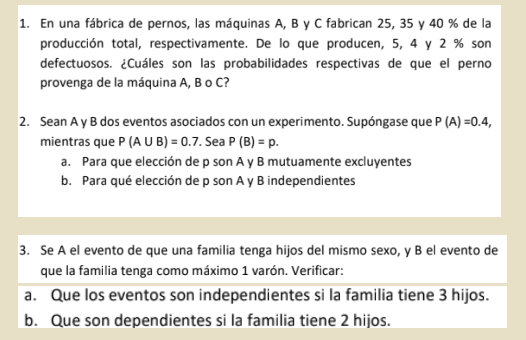 1. En una fábrica de pernos, las máquinas A, B y C fabrican 25, 35 y 40 % de la
producción total, respectivamente. De lo que producen, 5, 4 y 2 % son
defectuosos. ¿Cuáles son las probabilidades respectivas de que el perno
provenga de la máquina A, B o C?
2. Sean A y B dos eventos asociados con un experimento. Supóngase que P (A) =0.4,
mientras que P (A U B) = 0.7. Sea P (B) = p.
a. Para que elección de p son A y B mutuamente excluyentes
b. Para qué elección de p son A y B independientes
3. Se A el evento de que una familia tenga hijos del mismo sexo, y B el evento de
que la familia tenga como máximo 1 varón. Verificar:
a. Que los eventos son independientes si la familia tiene 3 hijos.
b. Que son dependientes si la familia tiene 2 hijos.